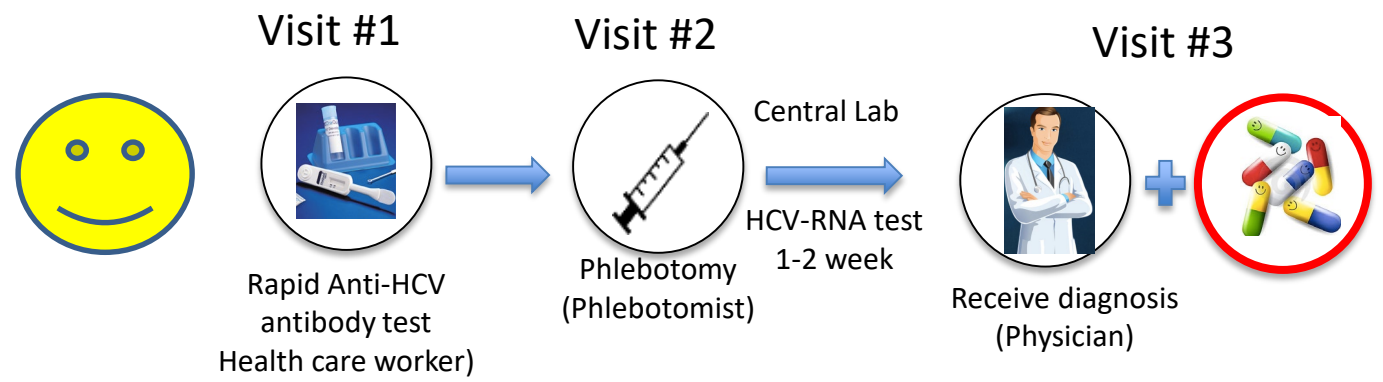 Visit #1
Visit #2
Visit #3
Central Lab
HCV-RNA test
1-2 week
Rapid Anti-HCV
antibody test
Health care worker)
Phlebotomy
(Phlebotomist)
Receive diagnosis
(Physician)